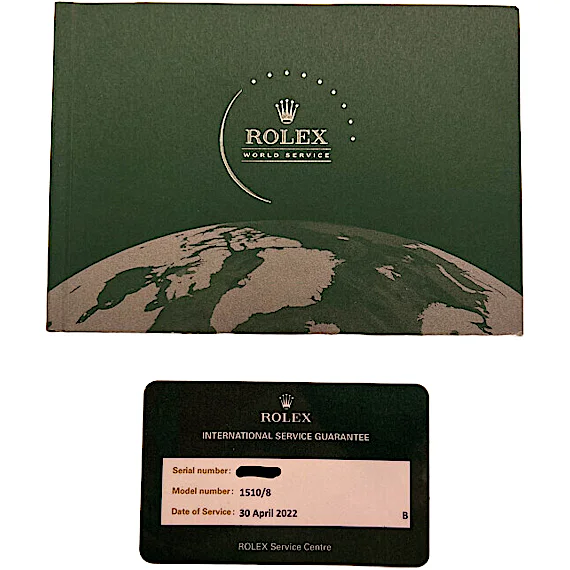 ROLEX
WORLD SERVICE
ROLEX
INTERNATIONAL SERVICE GUARANTEE
Serial number:
Model number: 1510/8
Date of Service: 30 April 2022 B
ROLEX Service Centre